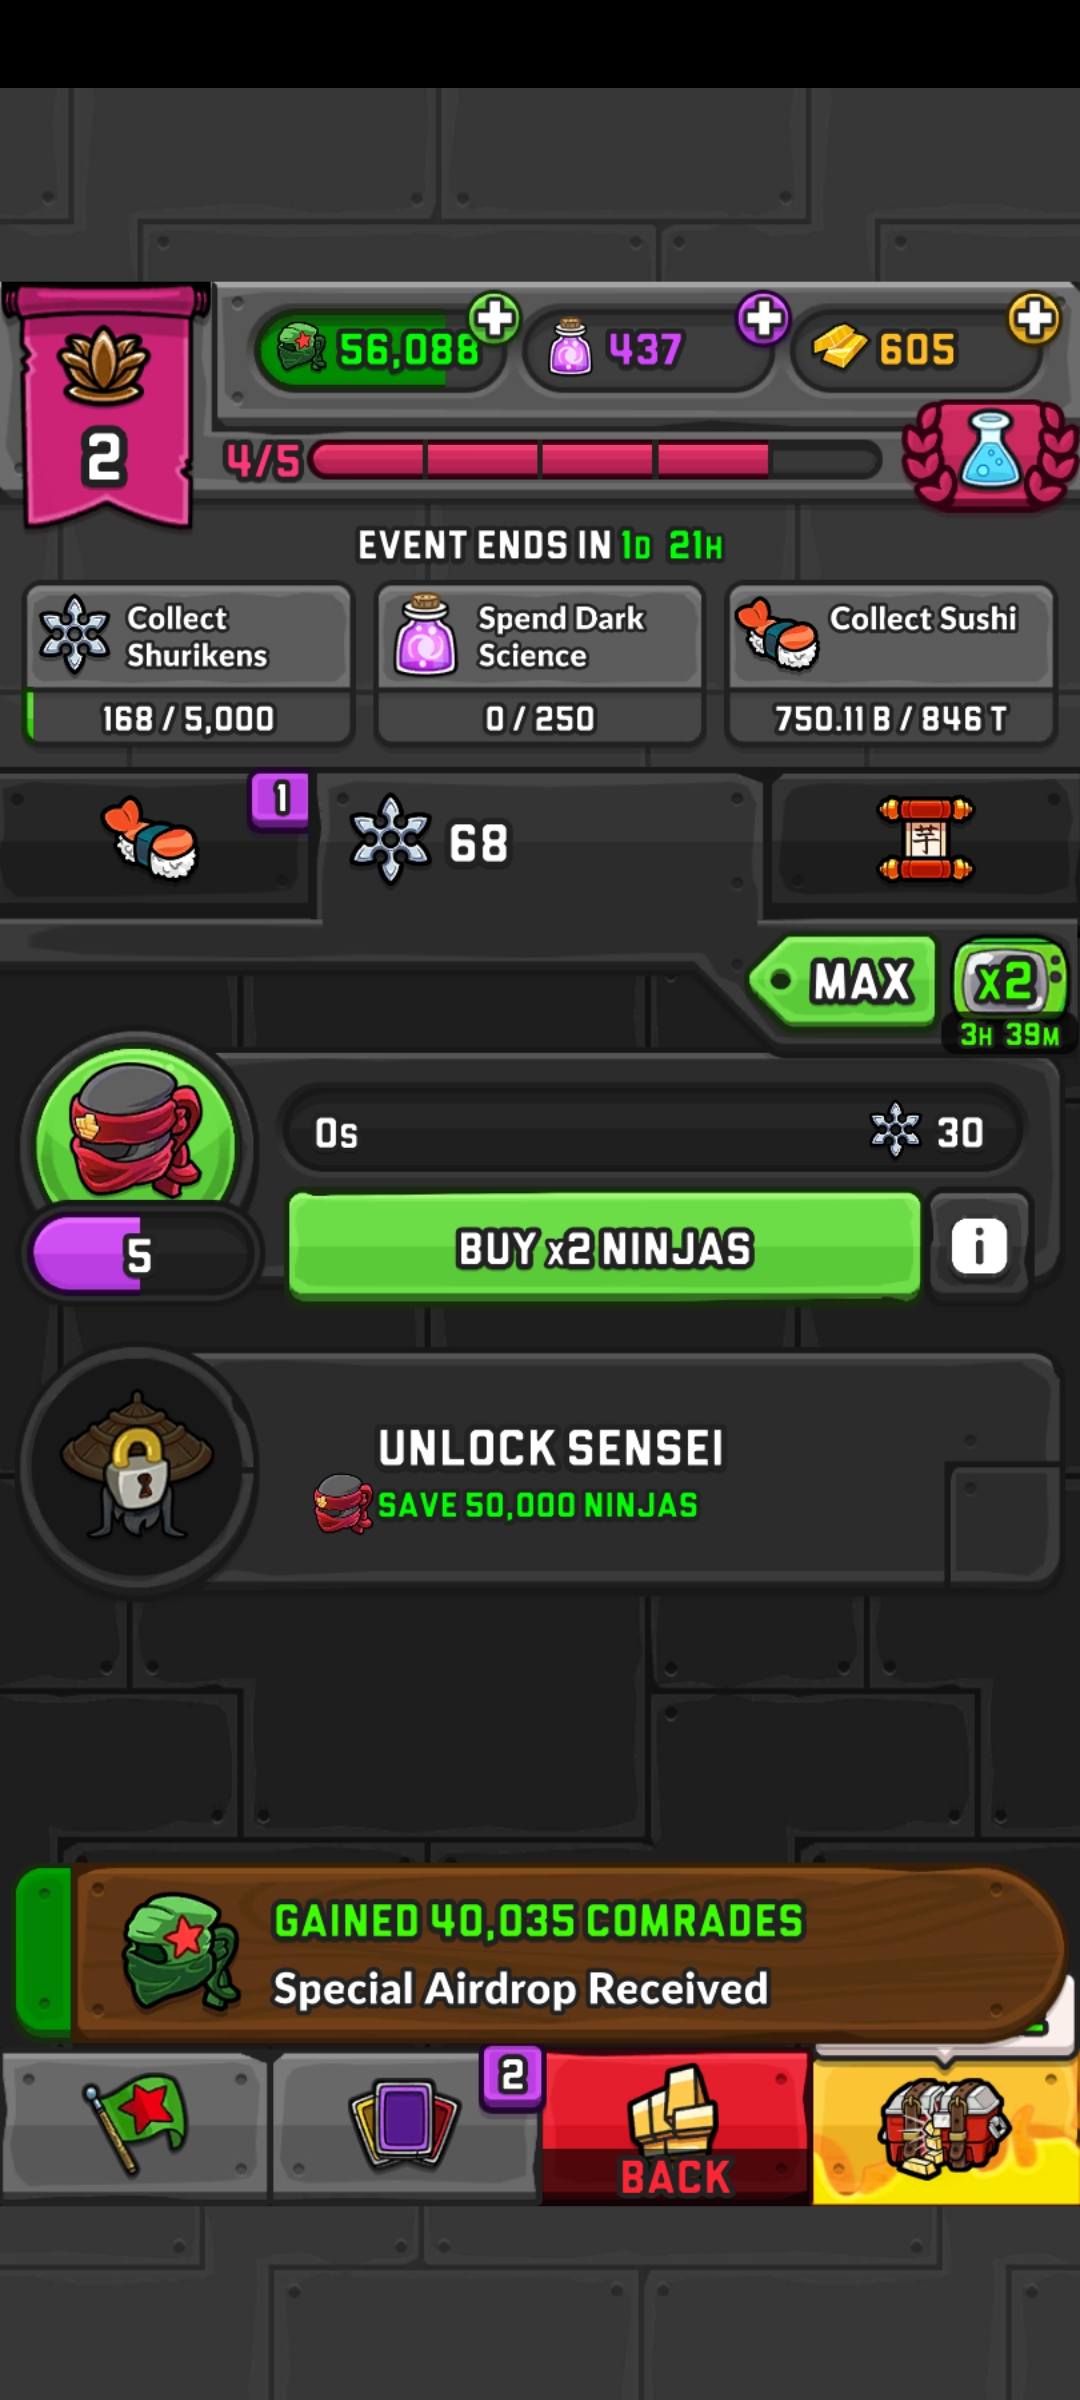 56,088
437
605
2
4/5
EVENT ENDS IN 1D 21H
Collect
Shurikens
168 / 5,000
Spend Dark
Science
0 / 250
Collect Sushi
750.11 B / 846 T
1
68
芋
MAX
x2
3H 39M
0s
30
5
BUY x2 NINJAS
i
UNLOCK SENSEI
SAVE 50,000 NINJAS
GAINED 40,035 COMRADES
Special Airdrop Received
2
BACK